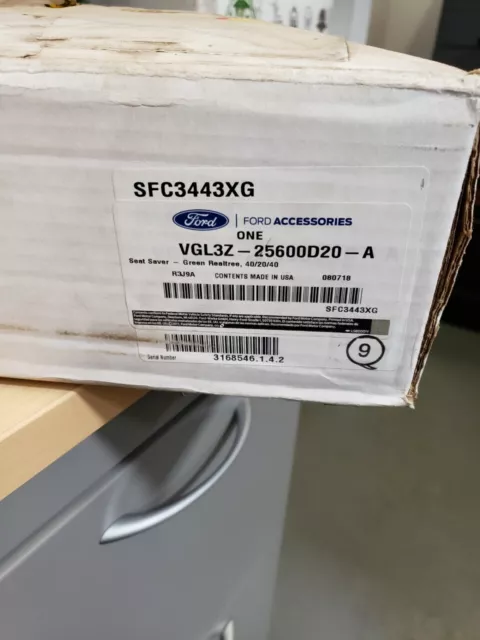 SFC3443XG
Ford FORD ACCESSORIES
ONE
VGL3Z-25600D20-A
Seat Saver - Green Realtree, 40/20/40
R3J9A CONTENTS MADE IN USA 080718
SFC3443XG
Serial Number 3168546.1.4.2
9